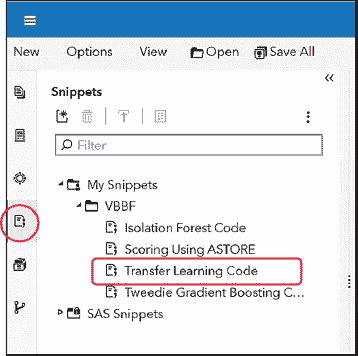 New Options View Open Save All
Snippets
Filter
My Snippets
VBBF
Isolation Forest Code
Scoring Using ASTORE
Transfer Learning Code
Tweedie Gradient Boosting C...
SAS Snippets